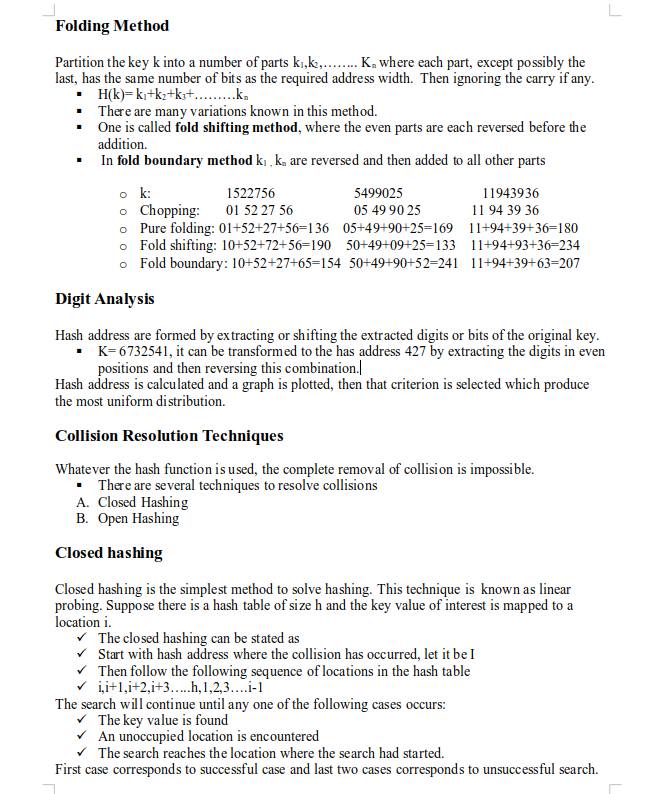 Folding Method
Partition the key k into a number of parts k₁,k₂,…….. Kₙ where each part, except possibly the
last, has the same number of bits as the required address width. Then ignoring the carry if any.
▪ H(k)= k₁+k₂+k₃+………kₙ
▪ There are many variations known in this method.
▪ One is called fold shifting method, where the even parts are each reversed before the
addition.
▪ In fold boundary method k₁ , kₙ are reversed and then added to all other parts
o k: 1522756 5499025 11943936
o Chopping: 01 52 27 56 05 49 90 25 11 94 39 36
o Pure folding: 01+52+27+56=136 05+49+90+25=169 11+94+39+36=180
o Fold shifting: 10+52+72+56=190 50+49+09+25=133 11+94+93+36=234
o Fold boundary: 10+52+27+65=154 50+49+90+52=241 11+94+39+63=207
Digit Analysis
Hash address are formed by extracting or shifting the extracted digits or bits of the original key.
▪ K= 6732541, it can be transformed to the has address 427 by extracting the digits in even
positions and then reversing this combination.
Hash address is calculated and a graph is plotted, then that criterion is selected which produce
the most uniform distribution.
Collision Resolution Techniques
Whatever the hash function is used, the complete removal of collision is impossible.
▪ There are several techniques to resolve collisions
A. Closed Hashing
B. Open Hashing
Closed hashing
Closed hashing is the simplest method to solve hashing. This technique is known as linear
probing. Suppose there is a hash table of size h and the key value of interest is mapped to a
location i.
✓ The closed hashing can be stated as
✓ Start with hash address where the collision has occurred, let it be I
✓ Then follow the following sequence of locations in the hash table
✓ i,i+1,i+2,i+3…..h,1,2,3….i-1
The search will continue until any one of the following cases occurs:
✓ The key value is found
✓ An unoccupied location is encountered
✓ The search reaches the location where the search had started.
First case corresponds to successful case and last two cases corresponds to unsuccessful search.